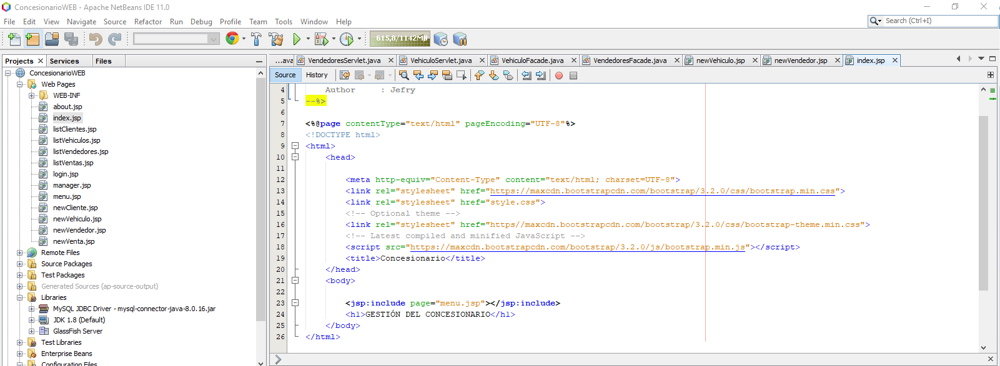 ConcesionarioWEB - Apache NetBeans IDE 11.0
File Edit View Navigate Source Refactor Run Debug Profile Team Tools Window Help
Search (Ctrl+I)
615,8/1142MB
Projects Services Files
ConcesionarioWEB
Web Pages
WEB-INF
about.jsp
index.jsp
listClientes.jsp
listVehiculos.jsp
listVendedores.jsp
listVentas.jsp
login.jsp
manager.jsp
menu.jsp
newCliente.jsp
newVehiculo.jsp
newVendedor.jsp
newVenta.jsp
Remote Files
Source Packages
Test Packages
Generated Sources (ap-source-output)
Libraries
MySQL JDBC Driver - mysql-connector-java-8.0.16.jar
JDK 1.8 (Default)
GlassFish Server
Test Libraries
Enterprise Beans
Configuration Files
...ava VendedoresServlet.java VehiculoServlet.java VehiculoFacade.java VendedoresFacade.java newVehiculo.jsp newVendedor.jsp index.jsp
Source History
4 Author : Jefry
5 --%>
6
7 <%@page contentType="text/html" pageEncoding="UTF-8"%>
8 <!DOCTYPE html>
9 <html>
10 <head>
11
12 <meta http-equiv="Content-Type" content="text/html; charset=UTF-8">
13 <link rel="stylesheet" href="https://maxcdn.bootstrapcdn.com/bootstrap/3.2.0/css/bootstrap.min.css">
14 <link rel="stylesheet" href="style.css">
15 <!-- Optional theme -->
16 <link rel="stylesheet" href="https//maxcdn.bootstrapcdn.com/bootstrap/3.2.0/css/bootstrap-theme.min.css">
17 <!-- Latest compiled and minified JavaScript -->
18 <script src="https://maxcdn.bootstrapcdn.com/bootstrap/3.2.0/js/bootstrap.min.js"></script>
19 <title>Concesionario</title>
20 </head>
21 <body>
22
23 <jsp:include page="menu.jsp"></jsp:include>
24 <h1>GESTIÓN DEL CONCESIONARIO</h1>
25 </body>
26 </html>